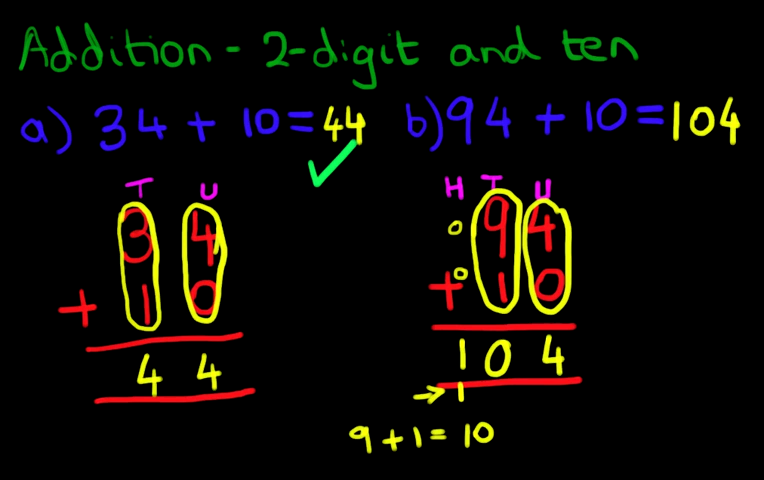 Addition - 2-digit and ten
a) 34 + 10 = 44
b) 94 + 10 = 104
T U
3 4
+ 1 0
4 4
H T U
0 9 4
+ 0 1 0
1 0 4
→ 1
9 + 1 = 10